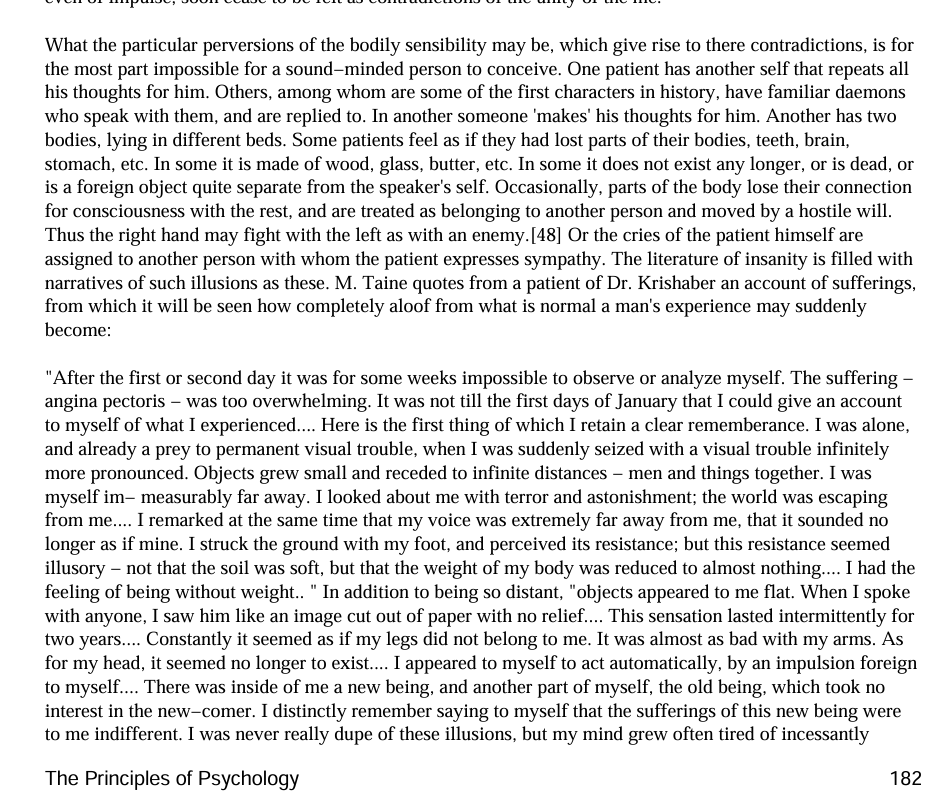 even of impulse, soon cease to be felt as contradictions of the unity of the me.
What the particular perversions of the bodily sensibility may be, which give rise to there contradictions, is for
the most part impossible for a sound−minded person to conceive. One patient has another self that repeats all
his thoughts for him. Others, among whom are some of the first characters in history, have familiar daemons
who speak with them, and are replied to. In another someone 'makes' his thoughts for him. Another has two
bodies, lying in different beds. Some patients feel as if they had lost parts of their bodies, teeth, brain,
stomach, etc. In some it is made of wood, glass, butter, etc. In some it does not exist any longer, or is dead, or
is a foreign object quite separate from the speaker's self. Occasionally, parts of the body lose their connection
for consciousness with the rest, and are treated as belonging to another person and moved by a hostile will.
Thus the right hand may fight with the left as with an enemy.[48] Or the cries of the patient himself are
assigned to another person with whom the patient expresses sympathy. The literature of insanity is filled with
narratives of such illusions as these. M. Taine quotes from a patient of Dr. Krishaber an account of sufferings,
from which it will be seen how completely aloof from what is normal a man's experience may suddenly
become:
"After the first or second day it was for some weeks impossible to observe or analyze myself. The suffering −
angina pectoris − was too overwhelming. It was not till the first days of January that I could give an account
to myself of what I experienced.... Here is the first thing of which I retain a clear rememberance. I was alone,
and already a prey to permanent visual trouble, when I was suddenly seized with a visual trouble infinitely
more pronounced. Objects grew small and receded to infinite distances − men and things together. I was
myself im− measurably far away. I looked about me with terror and astonishment; the world was escaping
from me.... I remarked at the same time that my voice was extremely far away from me, that it sounded no
longer as if mine. I struck the ground with my foot, and perceived its resistance; but this resistance seemed
illusory − not that the soil was soft, but that the weight of my body was reduced to almost nothing.... I had the
feeling of being without weight.. " In addition to being so distant, "objects appeared to me flat. When I spoke
with anyone, I saw him like an image cut out of paper with no relief.... This sensation lasted intermittently for
two years.... Constantly it seemed as if my legs did not belong to me. It was almost as bad with my arms. As
for my head, it seemed no longer to exist.... I appeared to myself to act automatically, by an impulsion foreign
to myself.... There was inside of me a new being, and another part of myself, the old being, which took no
interest in the new−comer. I distinctly remember saying to myself that the sufferings of this new being were
to me indifferent. I was never really dupe of these illusions, but my mind grew often tired of incessantly
The Principles of Psychology
182